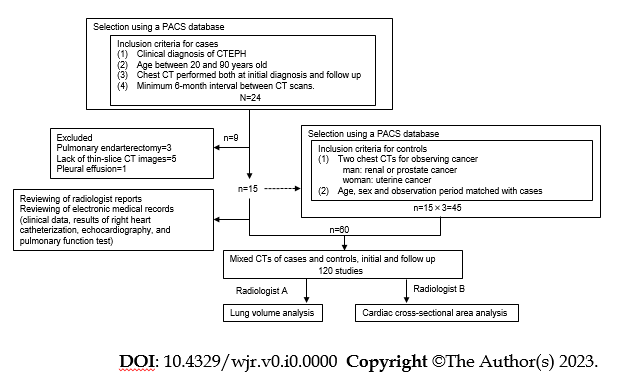 Selection using a PACS database
Inclusion criteria for cases
(1) Clinical diagnosis of CTEPH
(2) Age between 20 and 90 years old
(3) Chest CT performed both at initial diagnosis and follow up
(4) Minimum 6-month interval between CT scans.
N=24
n=9
Excluded
Pulmonary endarterectomy=3
Lack of thin-slice CT images=5
Pleural effusion=1
Selection using a PACS database
Inclusion criteria for controls
(1) Two chest CTs for observing cancer
man: renal or prostate cancer
woman: uterine cancer
(2) Age, sex and observation period matched with cases
n=15×3=45
n=15
Reviewing of radiologist reports
Reviewing of electronic medical records
(clinical data, results of right heart
catheterization, echocardiography, and
pulmonary function test)
n=60
Mixed CTs of cases and controls, initial and follow up
120 studies
Radiologist A
Radiologist B
Lung volume analysis
Cardiac cross-sectional area analysis
DOI: 10.4329/wjr.v0.i0.0000 Copyright ©The Author(s) 2023.